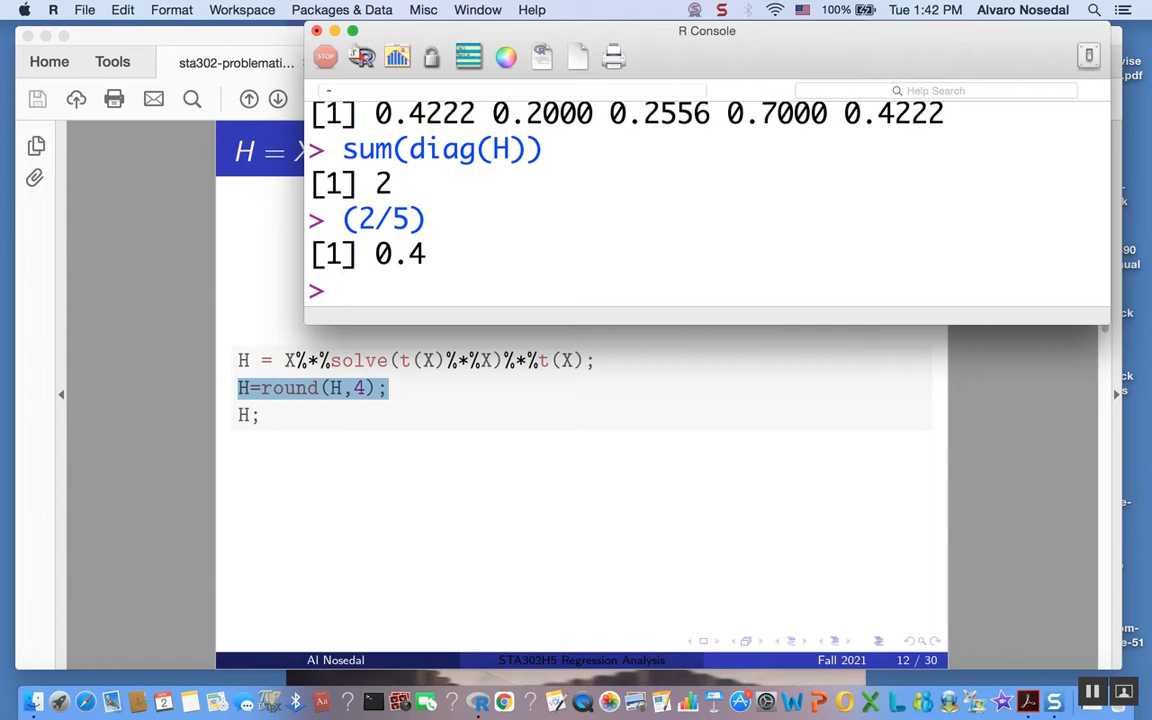 R File Edit Format Workspace Packages & Data Misc Window Help 100% Tue 1:42 PM Alvaro Nosedal
R Console
Home Tools sta302-problemati...
STOP
Help Search
[1] 0.4222 0.2000 0.2556 0.7000 0.4222
> sum(diag(H))
[1] 2
> (2/5)
[1] 0.4
>
H = X
H = X%*%solve(t(X)%*%X)%*%t(X);
H=round(H,4);
H;
Al Nosedal STA302H5 Regression Analysis Fall 2021 12 / 30
.pdf